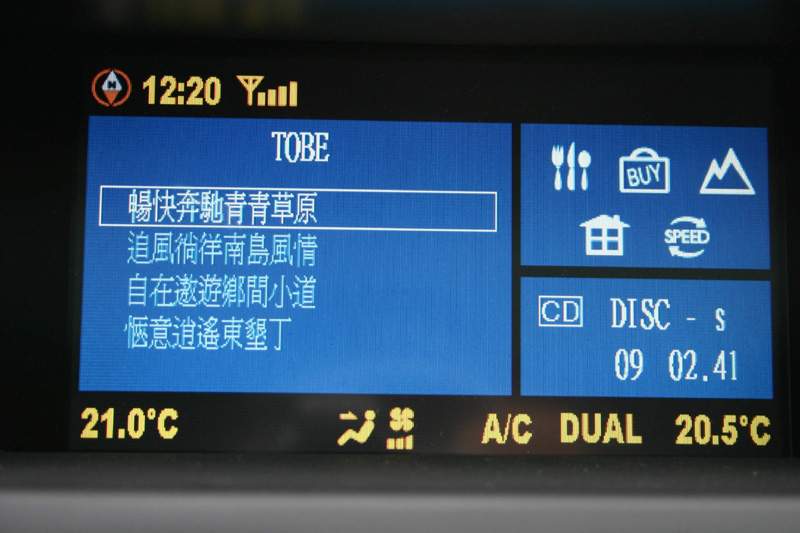 N 12:20
TOBE
暢快奔馳青青草原
追風徜徉南島風情
自在遨遊鄉間小道
愜意逍遙東墾丁
BUY
SPEED
CD DISC - s
09 02.41
21.0°C A/C DUAL 20.5°C